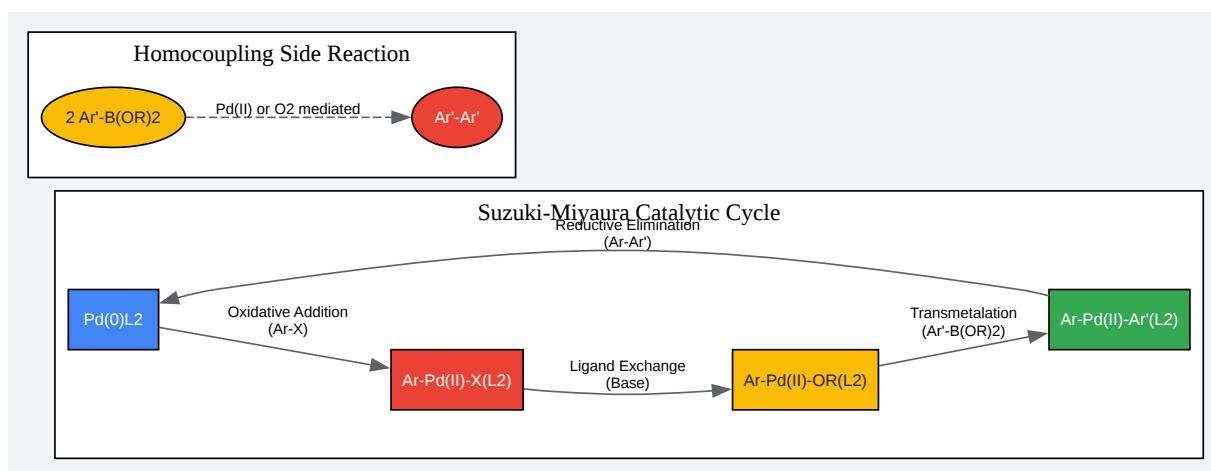 Homocoupling Side Reaction
2 Ar'-B(OR)2
Pd(II) or O2 mediated
Ar'-Ar'
Suzuki-Miyaura Catalytic Cycle
Reductive Elimination
(Ar-Ar')
Pd(0)L2
Oxidative Addition
(Ar-X)
Ar-Pd(II)-X(L2)
Ligand Exchange
(Base)
Ar-Pd(II)-OR(L2)
Transmetalation
(Ar'-B(OR)2)
Ar-Pd(II)-Ar'(L2)